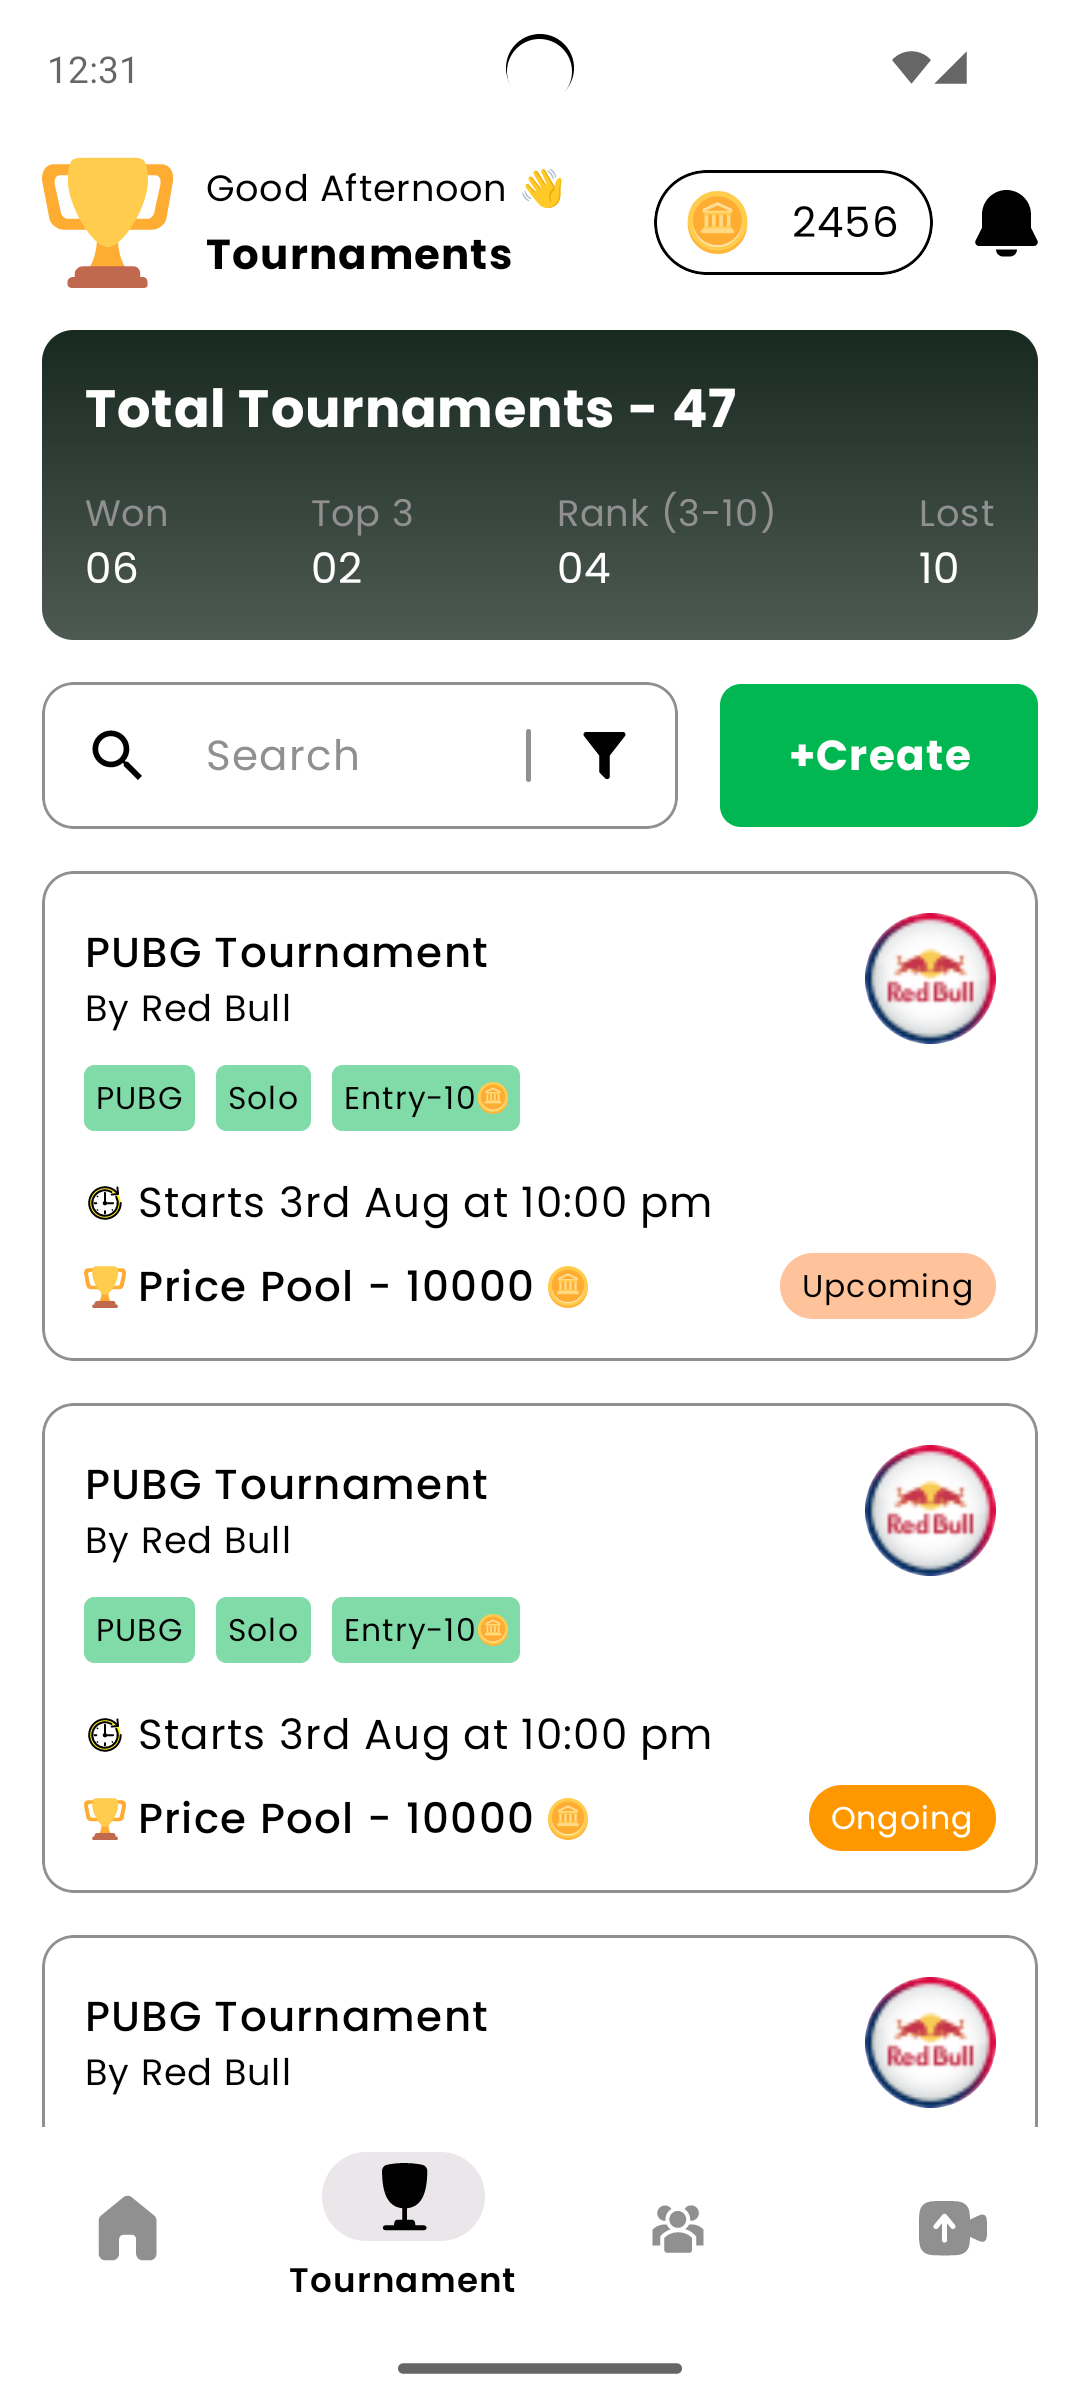 12:31
Good Afternoon 👋
Tournaments
2456
Total Tournaments - 47
Won Top 3 Rank (3-10) Lost
06 02 04 10
Search
+Create
PUBG Tournament
By Red Bull
Red Bull
PUBG Solo Entry-10
Starts 3rd Aug at 10:00 pm
Price Pool - 10000
Upcoming
PUBG Tournament
By Red Bull
Red Bull
PUBG Solo Entry-10
Starts 3rd Aug at 10:00 pm
Price Pool - 10000
Ongoing
PUBG Tournament
By Red Bull
Red Bull
Tournament